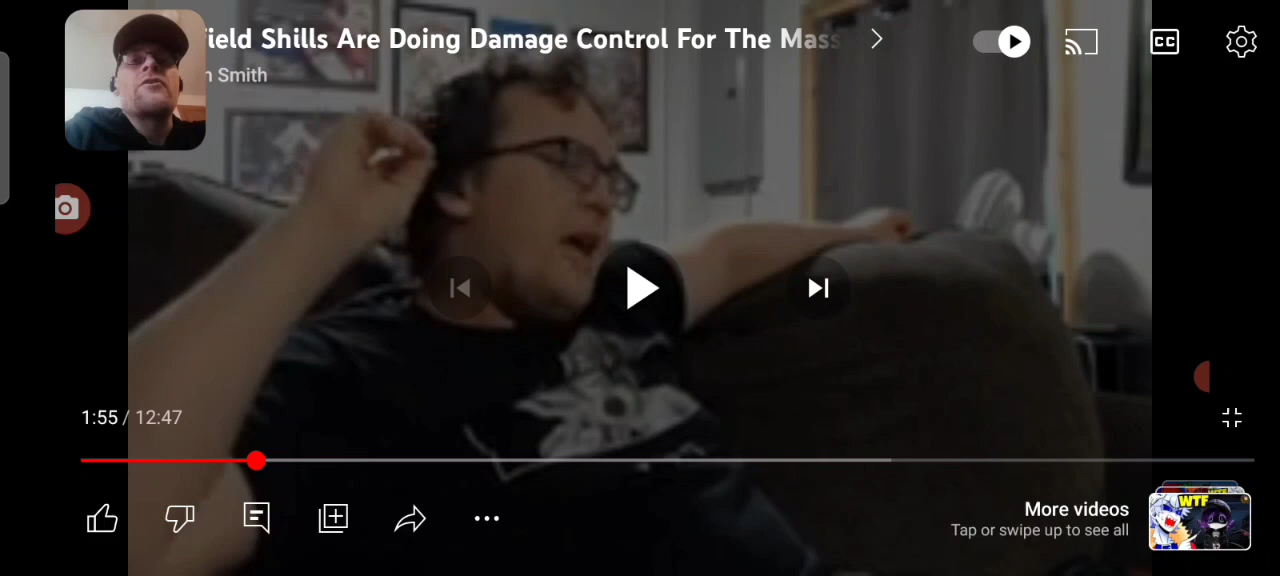 ield Shills Are Doing Damage Control For The Mass
n Smith
CC
1:55 / 12:47
More videos
Tap or swipe up to see all
WTF